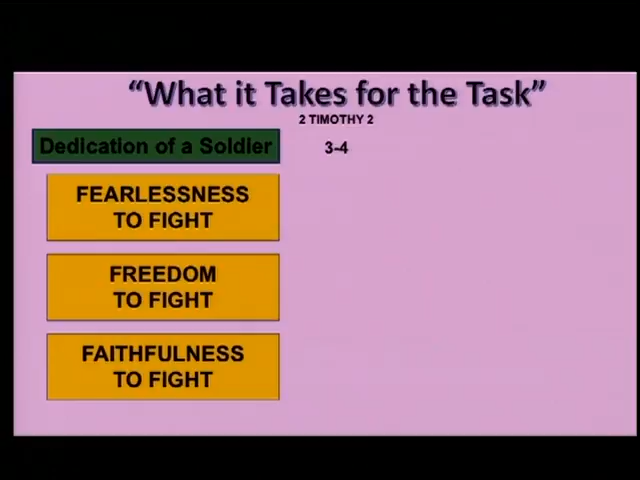 “What it Takes for the Task”
2 TIMOTHY 2
Dedication of a Soldier
3-4
FEARLESSNESS
TO FIGHT
FREEDOM
TO FIGHT
FAITHFULNESS
TO FIGHT